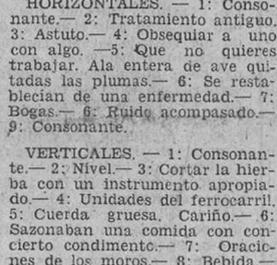 HORIZONTALES. — 1: Conso-
nante.— 2: Tratamiento antiguo
3: Astuto.— 4: Obsequiar a uno
con algo. —5: Que no quieres
trabajar. Ala entera de ave qui-
tadas las plumas.— 6: Se resta-
blecian de una enfermedad.— 7:
Bogas.— 6: Ruido acompasado.—
9: Consonante.
VERTICALES. — 1: Consonan-
te.— 2: Nivel.— 3: Cortar la hier-
ba con un instrumento apropia-
do.— 4: Unidades del ferrocarril.
5: Cuerda gruesa. Cariño.— 6:
Sazonaban una comida con con-
cierto condimento.— 7: Oracio-
nes de los moros.— 8: Bebida.—